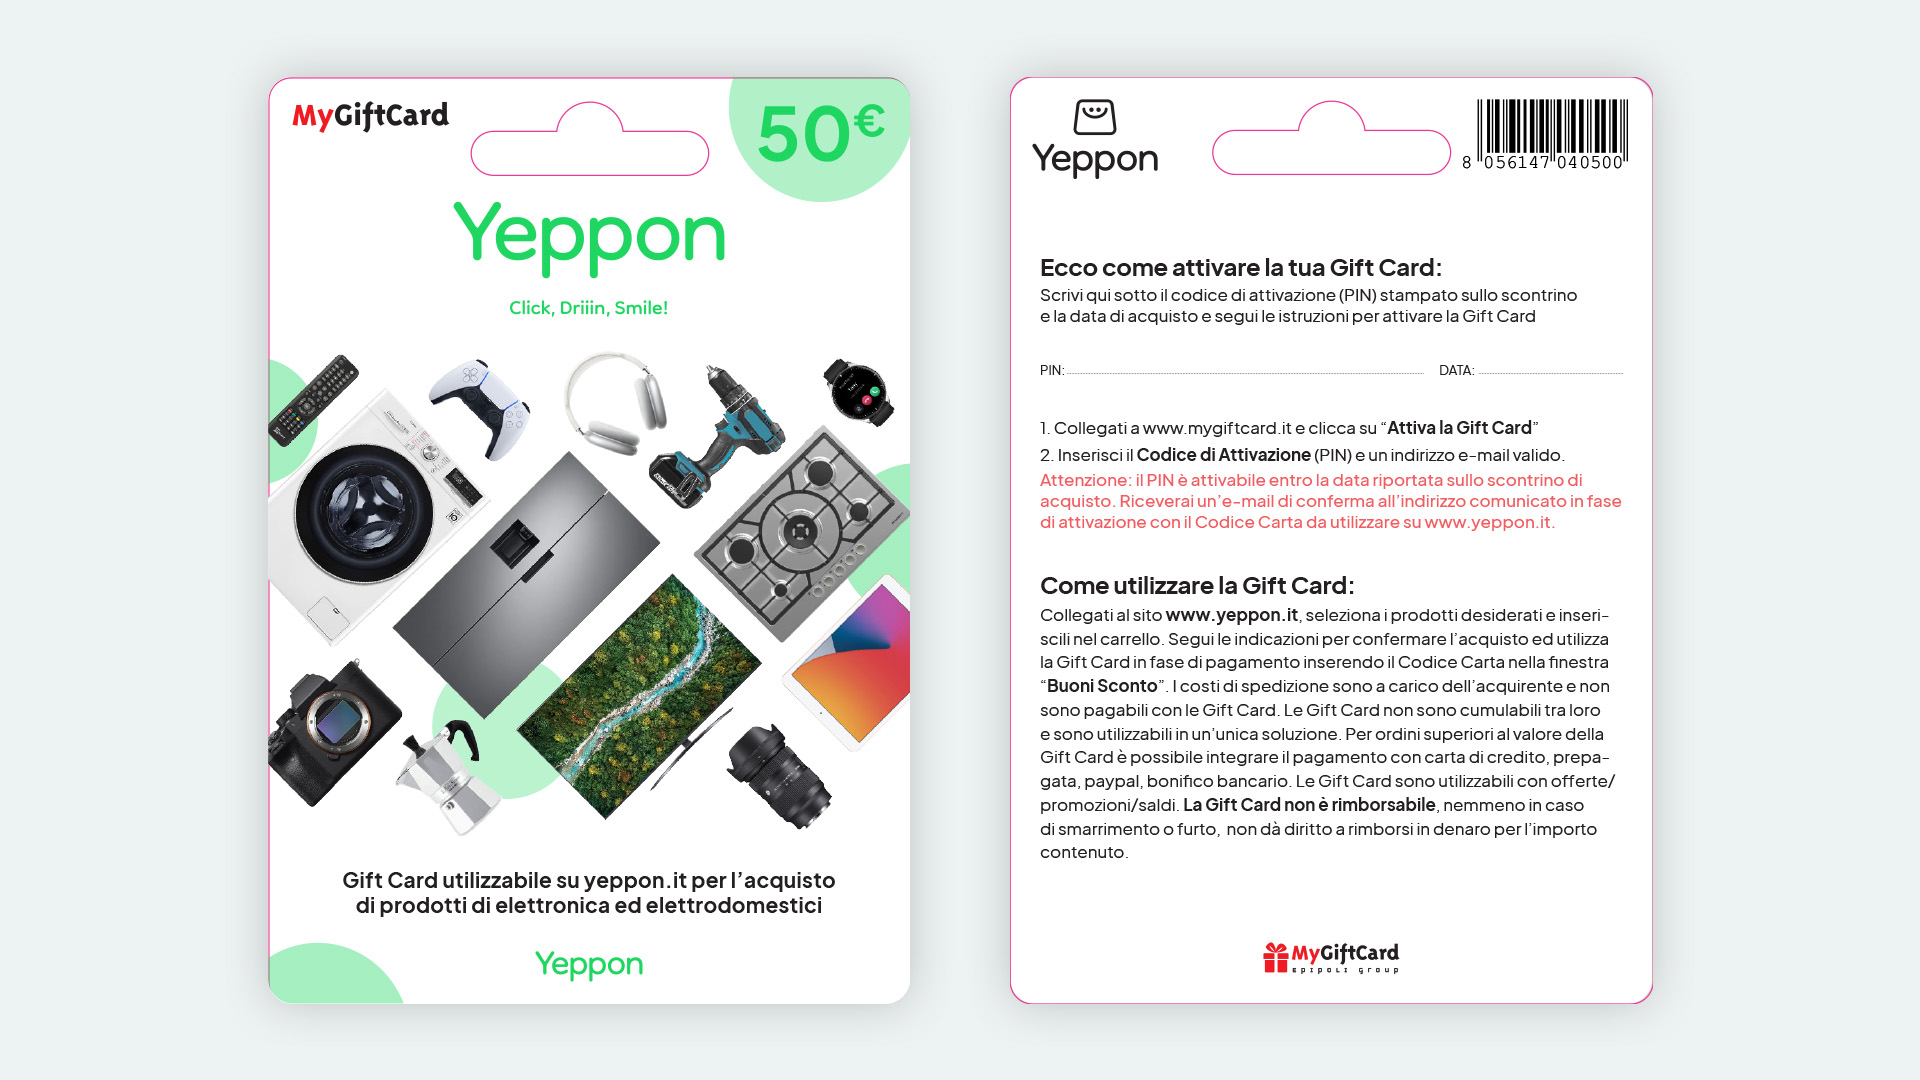 MyGiftCard
50€
Yeppon
Click, Driiin, Smile!
Gift Card utilizzabile su yeppon.it per l’acquisto
di prodotti di elettronica ed elettrodomestici
Yeppon
Yeppon
8 056147 040500
Ecco come attivare la tua Gift Card:
Scrivi qui sotto il codice di attivazione (PIN) stampato sullo scontrino
e la data di acquisto e segui le istruzioni per attivare la Gift Card
PIN: DATA:
1. Collegati a www.mygiftcard.it e clicca su “Attiva la Gift Card”
2. Inserisci il Codice di Attivazione (PIN) e un indirizzo e-mail valido.
Attenzione: il PIN è attivabile entro la data riportata sullo scontrino di
acquisto. Riceverai un’e-mail di conferma all’indirizzo comunicato in fase
di attivazione con il Codice Carta da utilizzare su www.yeppon.it.
Come utilizzare la Gift Card:
Collegati al sito www.yeppon.it, seleziona i prodotti desiderati e inseri-
scili nel carrello. Segui le indicazioni per confermare l’acquisto ed utilizza
la Gift Card in fase di pagamento inserendo il Codice Carta nella finestra
“Buoni Sconto”. I costi di spedizione sono a carico dell’acquirente e non
sono pagabili con le Gift Card. Le Gift Card non sono cumulabili tra loro
e sono utilizzabili in un’unica soluzione. Per ordini superiori al valore della
Gift Card è possibile integrare il pagamento con carta di credito, prepa-
gata, paypal, bonifico bancario. Le Gift Card sono utilizzabili con offerte/
promozioni/saldi. La Gift Card non è rimborsabile, nemmeno in caso
di smarrimento o furto, non dà diritto a rimborsi in denaro per l’importo
contenuto.
MyGiftCard
EPIPOLI group